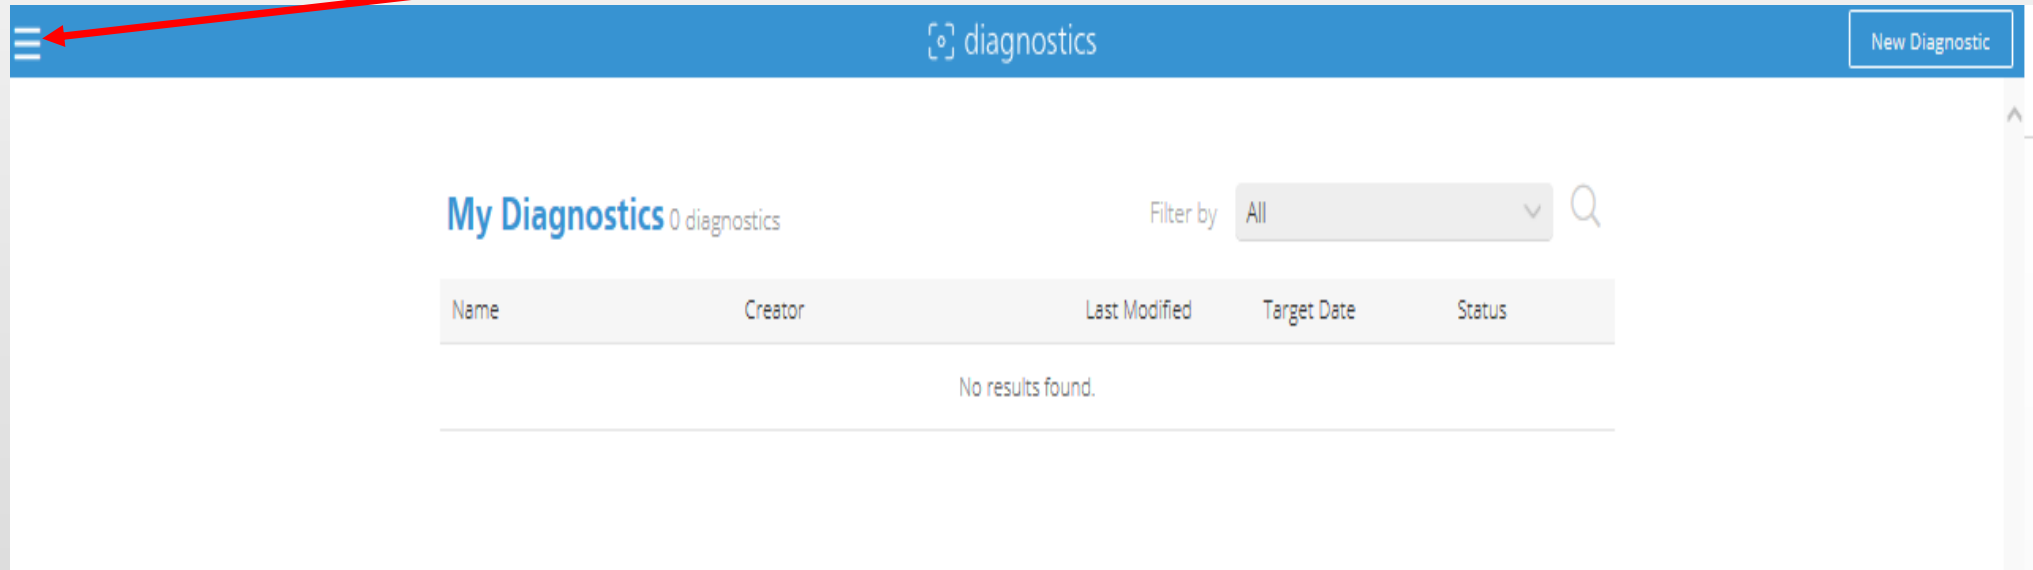 diagnostics
New Diagnostic
My Diagnostics 0 diagnostics
Filter by All
Name Creator Last Modified Target Date Status
No results found.